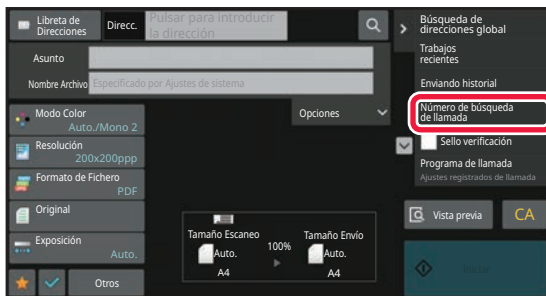 Libreta de
Direcciones
Direcc.
Pulsar para introducir
la dirección
Asunto
Nombre Archivo
Especificado por Ajustes de sistema
Modo Color
Auto./Mono 2
Resolución
200x200ppp
Formato de Fichero
PDF
Original
Exposición
Auto.
Otros
Opciones
Tamaño Escaneo
Auto.
A4
100%
Tamaño Envío
Auto.
A4
Búsqueda de
direcciones global
Trabajos
recientes
Enviando historial
Número de búsqueda
de llamada
Sello verificación
Programa de llamada
Ajustes registrados de llamada
Vista previa
CA